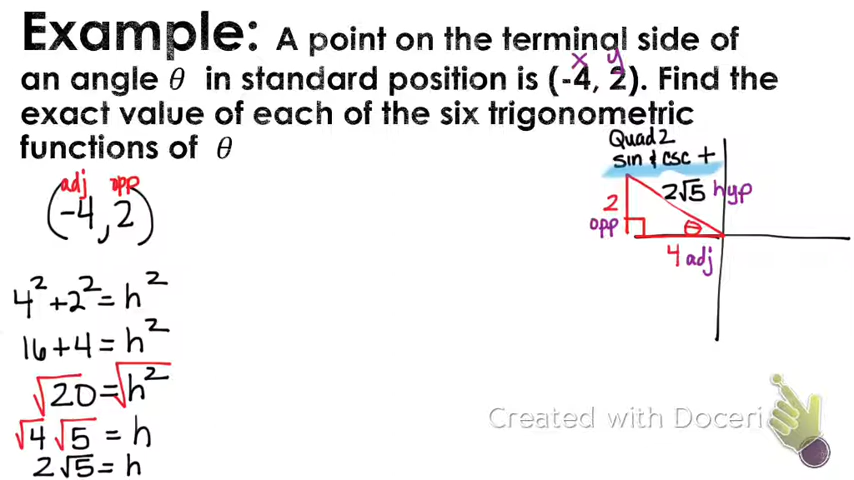 Example: A point on the terminal side of
x y
an angle θ in standard position is (-4, 2). Find the
exact value of each of the six trigonometric
functions of θ
Quad 2
sin & csc +
adj opp
(-4, 2)
2√5 hyp
2
opp
θ
4 adj
4² + 2² = h²
16 + 4 = h²
√20 = √h²
√4 √5 = h
2√5 = h
Created with Doceri